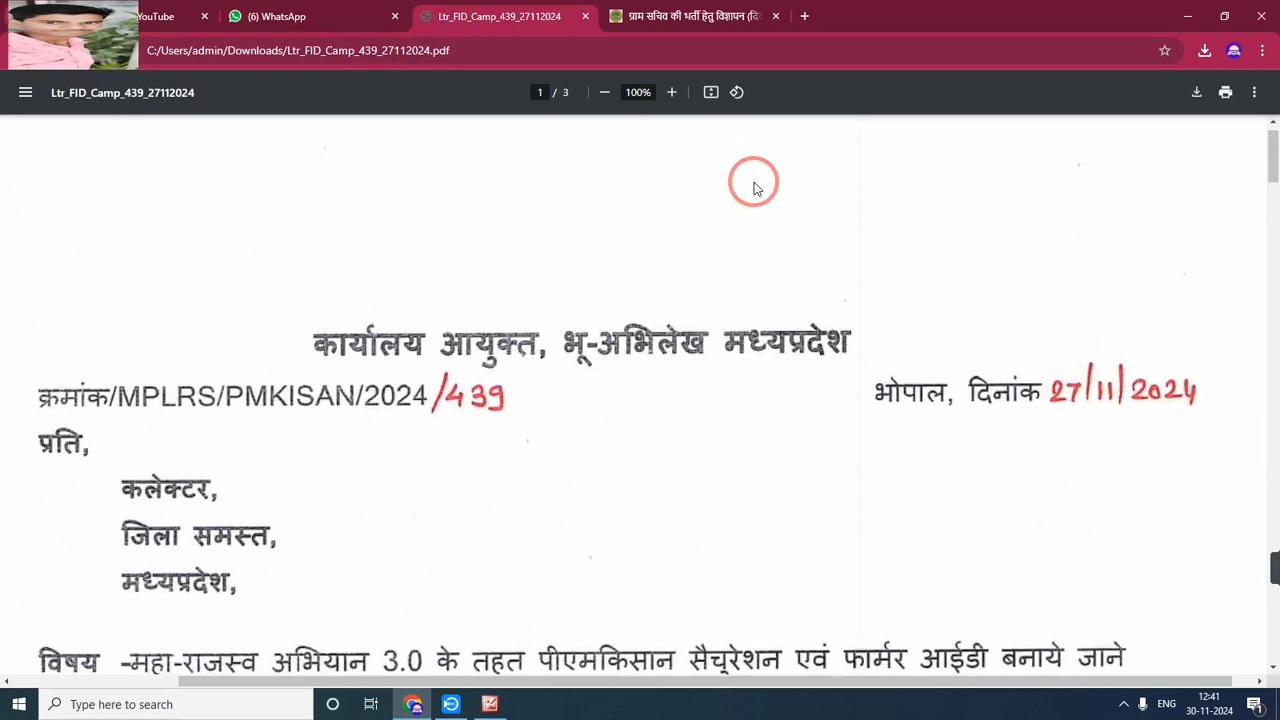 YouTube
(6) WhatsApp
Ltr_FID_Camp_439_27112024
ग्राम सचिव की भर्ती हेतु विज्ञापन (दि
C:/Users/admin/Downloads/Ltr_FID_Camp_439_27112024.pdf
Ltr_FID_Camp_439_27112024
1 / 3
100%
कार्यालय आयुक्त, भू-अभिलेख मध्यप्रदेश
क्रमांक/MPLRS/PMKISAN/2024/439
भोपाल, दिनांक 27/11/2024
प्रति,
कलेक्टर,
जिला समस्त,
मध्यप्रदेश,
विषय -महा-राजस्व अभियान 3.0 के तहत पीएमकिसान सैचुरेशन एवं फार्मर आईडी बनाये जाने
Type here to search
ENG
12:41
30-11-2024
1